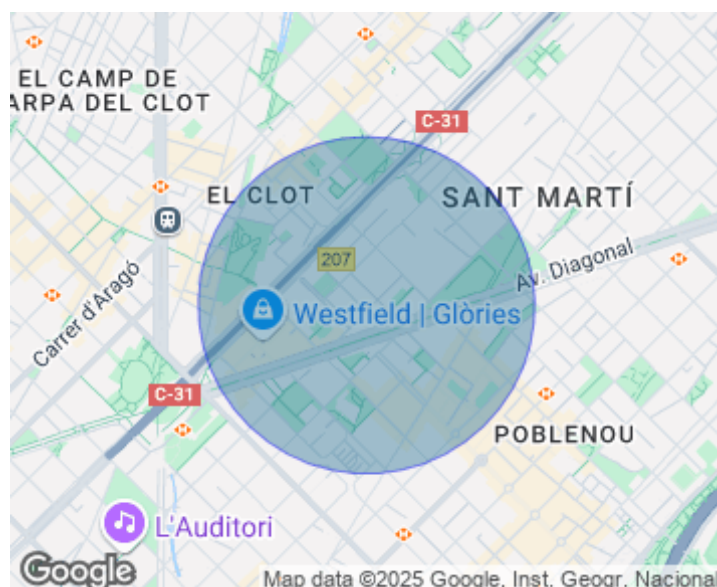 EL CAMP DE
ARPA DEL CLOT
C-31
EL CLOT
SANT MARTÍ
207
Av. Diagonal
Carrer d'Aragó
Westfield | Glòries
C-31
POBLENOU
L'Auditori
Google
Map data ©2025 Google, Inst. Geogr. Nacional